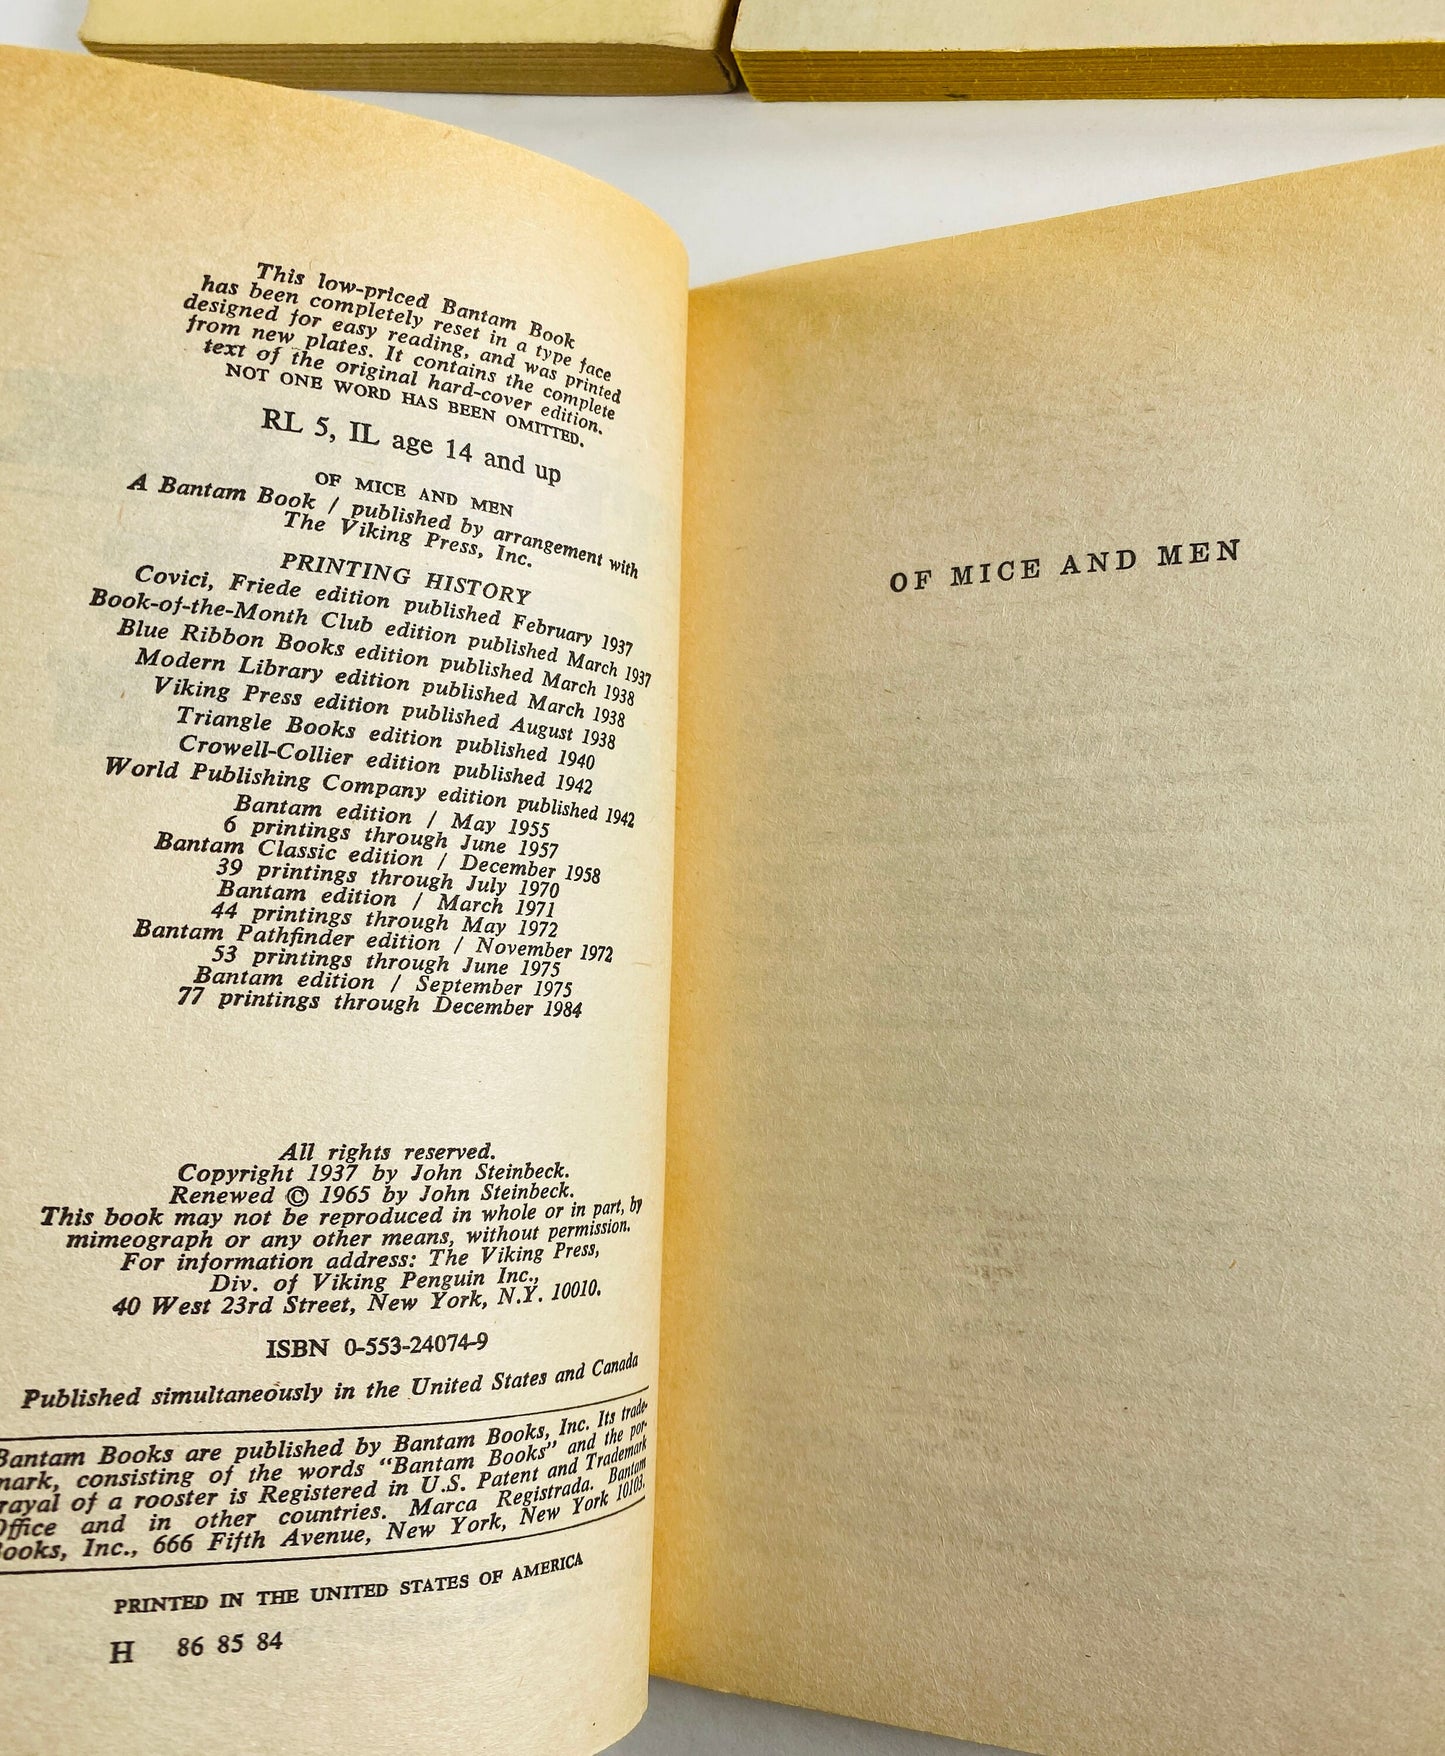 This low-priced Bantam Book
has been completely reset in a type face
designed for easy reading, and was printed
from new plates. It contains the complete
text of the original hard-cover edition.
NOT ONE WORD HAS BEEN OMITTED.
RL 5, IL age 14 and up
OF MICE AND MEN
A Bantam Book / published by arrangement with
The Viking Press, Inc.
PRINTING HISTORY
Covici, Friede edition published February 1937
Book-of-the-Month Club edition published March 1937
Blue Ribbon Books edition published March 1938
Modern Library edition published March 1938
Viking Press edition published August 1938
Triangle Books edition published 1940
Crowell-Collier edition published 1942
World Publishing Company edition published 1942
Bantam edition / May 1955
6 printings through June 1957
Bantam Classic edition / December 1958
39 printings through July 1970
Bantam edition / March 1971
44 printings through May 1972
Bantam Pathfinder edition / November 1972
53 printings through June 1975
Bantam edition / September 1975
77 printings through December 1984
All rights reserved.
Copyright 1937 by John Steinbeck.
Renewed © 1965 by John Steinbeck.
This book may not be reproduced in whole or in part, by
mimeograph or any other means, without permission.
For information address: The Viking Press,
Div. of Viking Penguin Inc.,
40 West 23rd Street, New York, N.Y. 10010.
ISBN 0-553-24074-9
Published simultaneously in the United States and Canada
Bantam Books are published by Bantam Books, Inc. Its trade-
mark, consisting of the words "Bantam Books" and the por-
trayal of a rooster is Registered in U.S. Patent and Trademark
Office and in other countries. Marca Registrada. Bantam
Books, Inc., 666 Fifth Avenue, New York, New York 10103.
PRINTED IN THE UNITED STATES OF AMERICA
H 86 85 84
OF MICE AND MEN